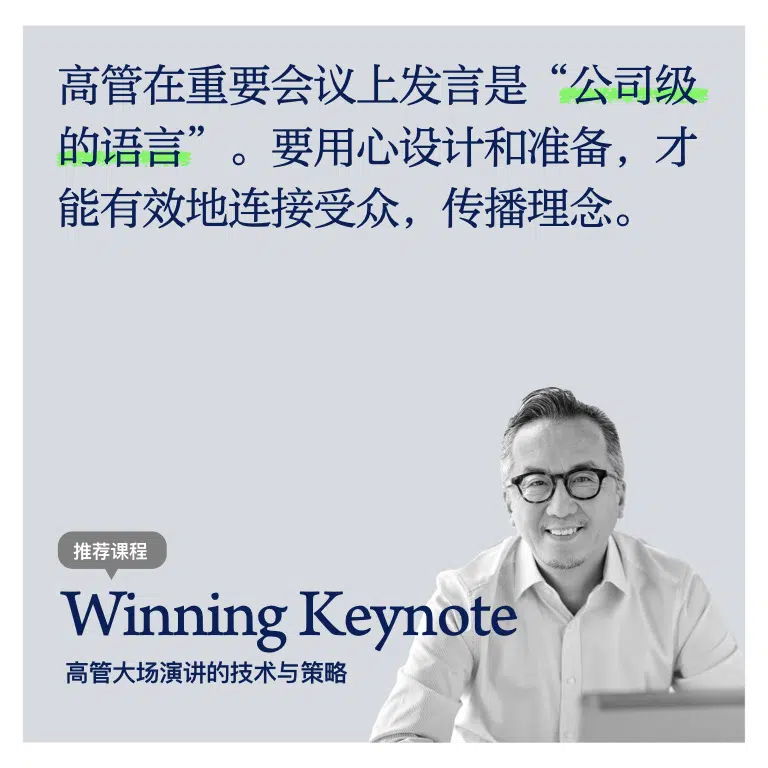 高管在重要会议上发言是“公司级
的语言”。要用心设计和准备，才
能有效地连接受众，传播理念。
推荐课程
Winning Keynote
高管大场演讲的技术与策略